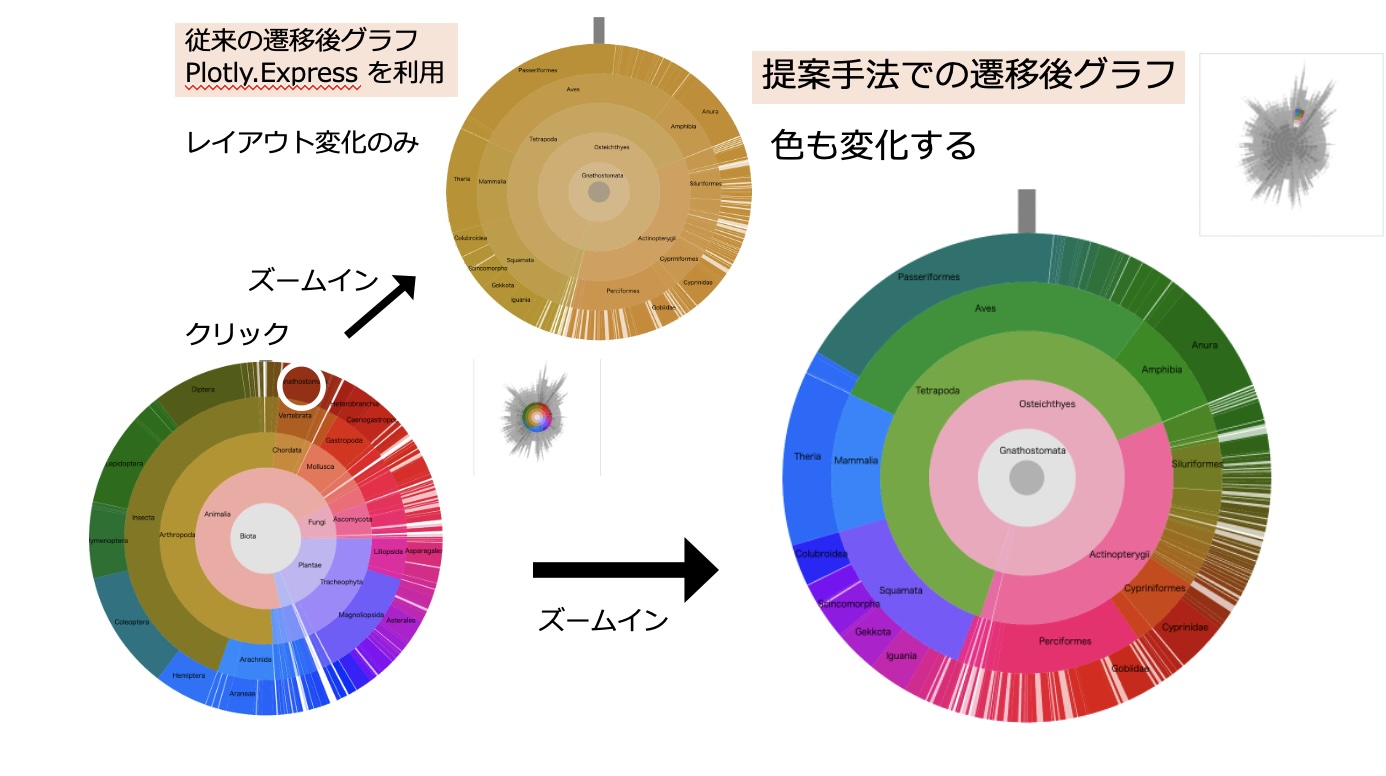 従来の遷移後グラフ
Plotly.Express を利用
レイアウト変化のみ
ズームイン
クリック
提案手法での遷移後グラフ
色も変化する
ズームイン
Passeriformes
Aves
Anura
Amphibia
Tetrapoda
Osteichthyes
Gnathostomata
Theria
Mammalia
Siluriformes
Colubroidea
Actinopterygii
Squamata
Cypriniformes
Scincomorpha
Gekkota
Cyprinidae
Iguania
Perciformes
Gobiidae
Diptera
Vertebrata
Heterobranchia
Caenogastropo
Gastropoda
Chordata
Mollusca
Lepidoptera
Animalia
Insecta
Fungi
Ascomycota
Arthropoda
Biota
Hymenoptera
Liliopsida
Asparagales
Plantae
Tracheophyta
Magnoliopsida
Coleoptera
Asterales
Arachnida
Hemiptera
Araneae
Passeriformes
Aves
Anura
Amphibia
Tetrapoda
Osteichthyes
Gnathostomata
Theria
Mammalia
Siluriformes
Colubroidea
Actinopterygii
Squamata
Cypriniformes
Scincomorpha
Gekkota
Cyprinidae
Iguania
Perciformes
Gobiidae